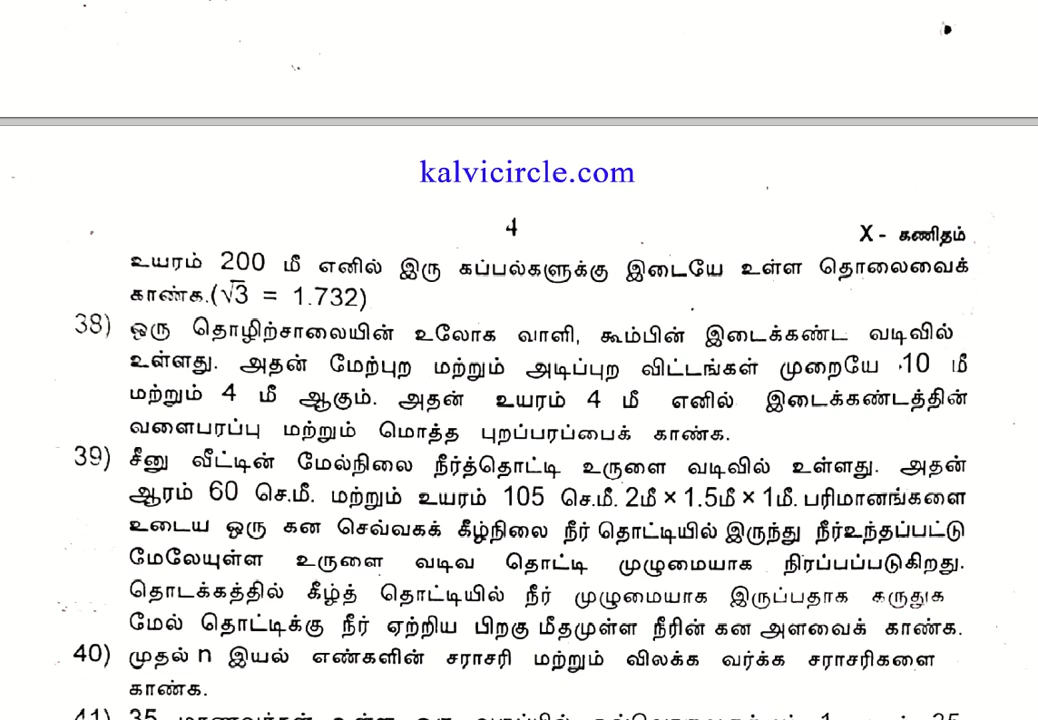 kalvicircle.com
4
X - கணிதம்
உயரம் 200 மீ எனில் இரு கப்பல்களுக்கு இடையே உள்ள தொலைவைக்
காண்க.(√3 = 1.732)
38) ஒரு தொழிற்சாலையின் உலோக வாளி, கூம்பின் இடைக்கண்ட வடிவில்
உள்ளது. அதன் மேற்புற மற்றும் அடிப்புற விட்டங்கள் முறையே 10 மீ
மற்றும் 4 மீ ஆகும். அதன் உயரம் 4 மீ எனில் இடைக்கண்டத்தின்
வளைபரப்பு மற்றும் மொத்த புறப்பரப்பைக் காண்க.
39) சீனு வீட்டின் மேல்நிலை நீர்த்தொட்டி உருளை வடிவில் உள்ளது. அதன்
ஆரம் 60 செ.மீ. மற்றும் உயரம் 105 செ.மீ. 2மீ × 1.5மீ × 1மீ. பரிமானங்களை
உடைய ஒரு கன செவ்வகக் கீழ்நிலை நீர் தொட்டியில் இருந்து நீர்உந்தப்பட்டு
மேலேயுள்ள உருளை வடிவ தொட்டி முழுமையாக நிரப்பப்படுகிறது.
தொடக்கத்தில் கீழ்த் தொட்டியில் நீர் முழுமையாக இருப்பதாக கருதுக
மேல் தொட்டிக்கு நீர் ஏற்றிய பிறகு மீதமுள்ள நீரின் கன அளவைக் காண்க.
40) முதல் n இயல் எண்களின் சராசரி மற்றும் விலக்க வர்க்க சராசரிகளை
காண்க.
41) 35